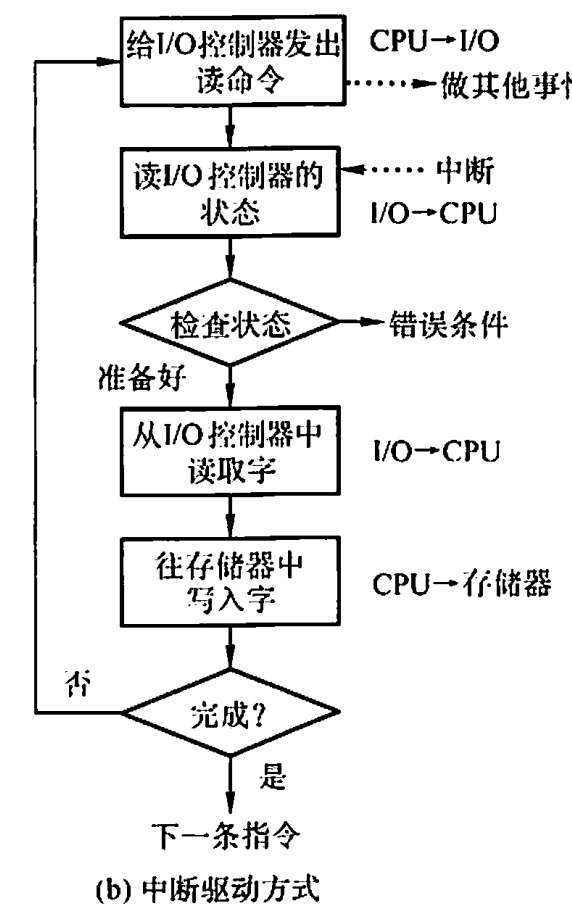 给I/O控制器发出
读命令
CPU→I/O
做其他事
读I/O控制器的
状态
中断
I/O→CPU
检查状态
错误条件
准备好
从I/O控制器中
读取字
I/O→CPU
往存储器中
写入字
CPU→存储器
否
完成?
是
下一条指令
(b) 中断驱动方式